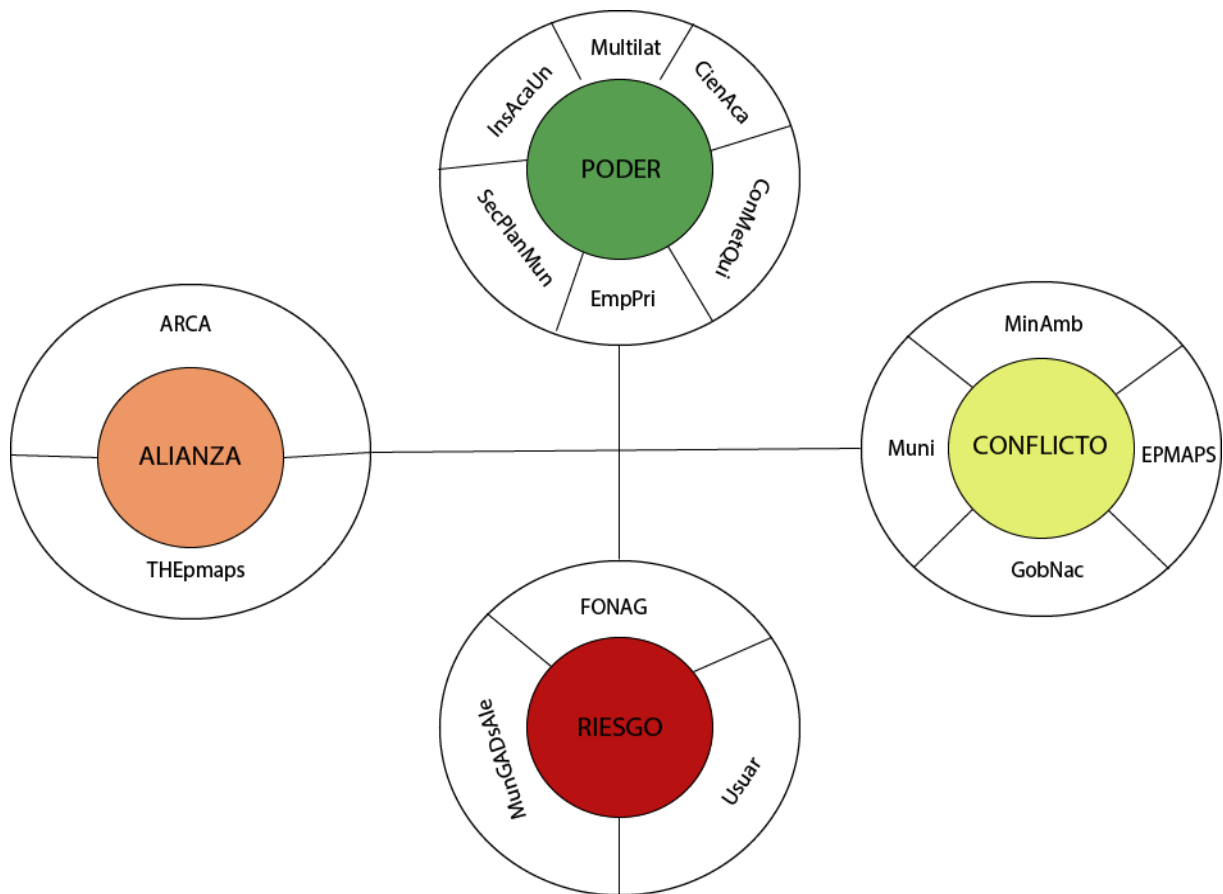 Multilat
CienAca
InsAcaUn
PODER
ConMetQui
SecPlanMun
EmpPri
ARCA
ALIANZA
THEpmaps
MinAmb
Muni
CONFLICTO
EPMAPS
GobNac
FONAG
MunGADsAle
RIESGO
Usuar